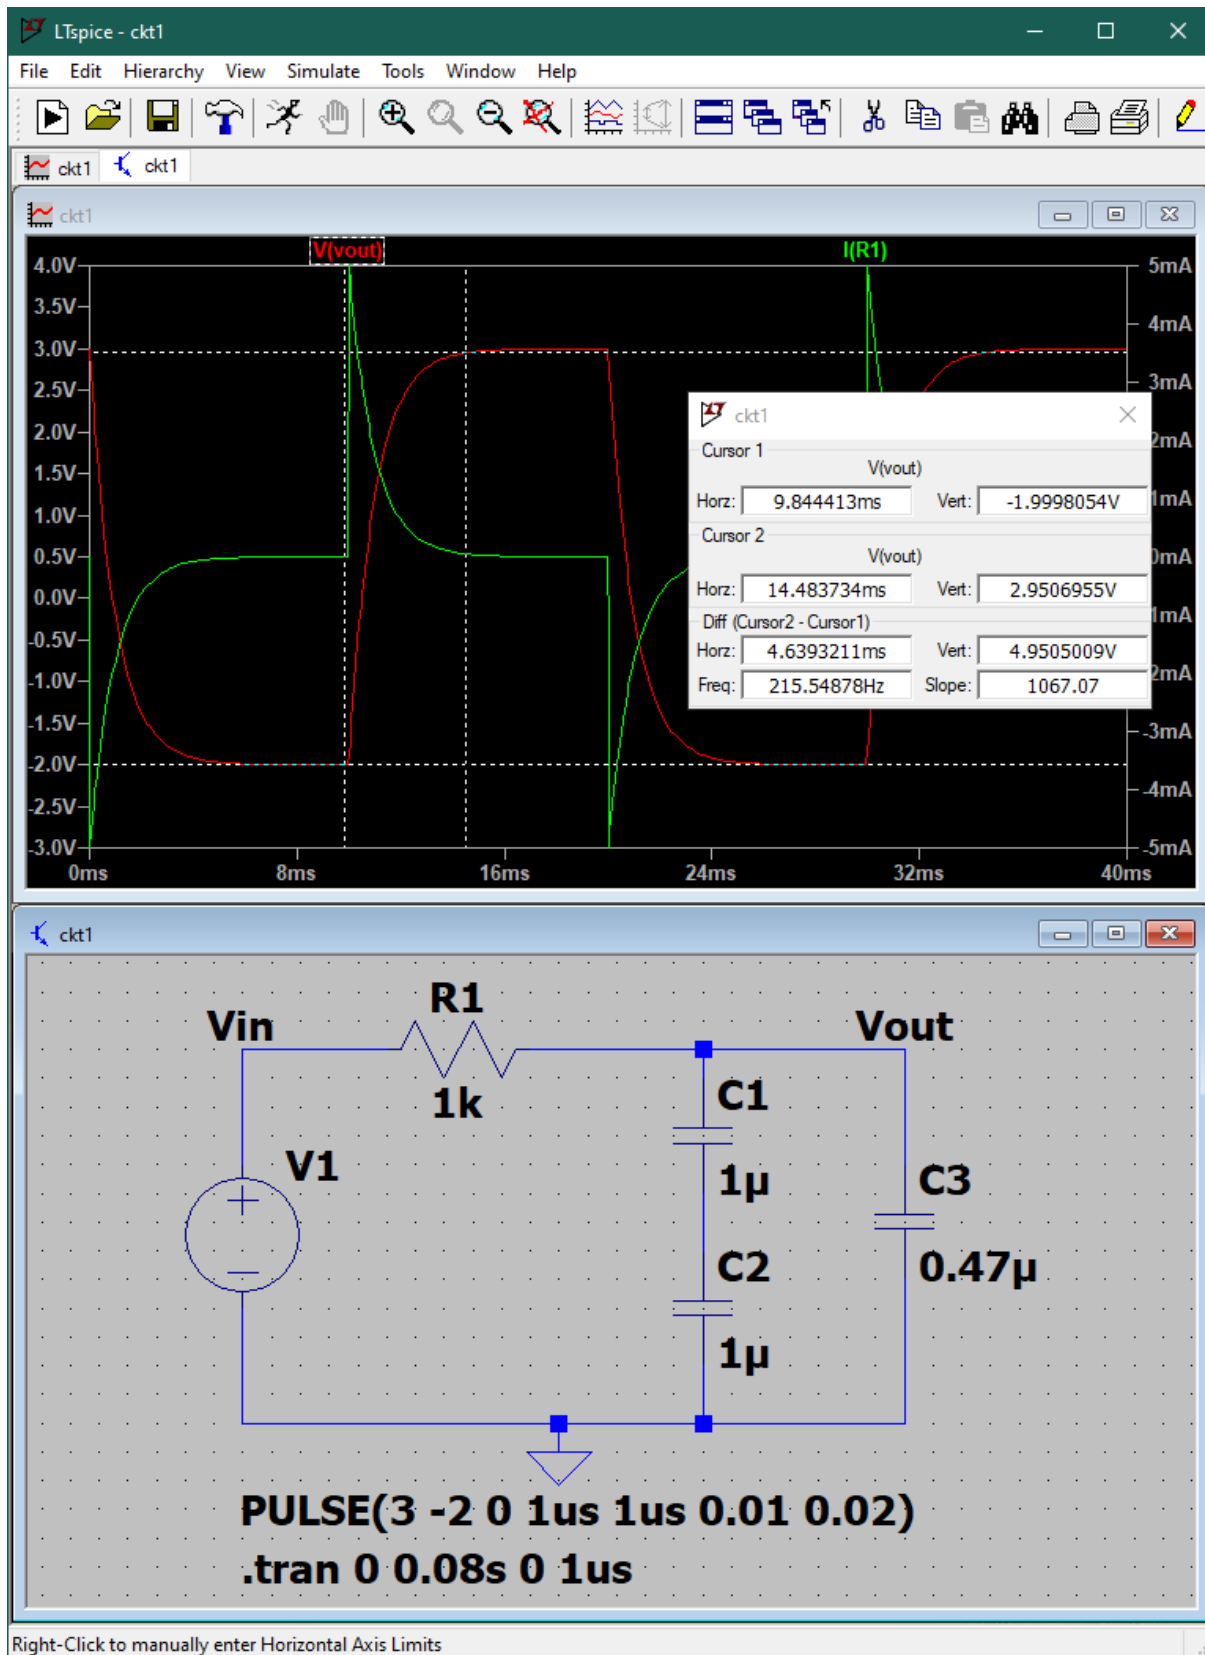 LTspice - ckt1
File Edit Hierarchy View Simulate Tools Window Help
ckt1 ckt1
ckt1
V(vout) I(R1)
4.0V 5mA
3.5V
4mA
3.0V
3mA
2.5V
2.0V 2mA
1.5V
1mA
1.0V
0.5V 0mA
0.0V
-0.5V 1mA
-1.0V 2mA
-1.5V -3mA
-2.0V
-4mA
-2.5V
-3.0V -5mA
0ms 8ms 16ms 24ms 32ms 40ms
ckt1
Cursor 1
V(vout)
Horz: 9.844413ms Vert: -1.9998054V
Cursor 2
V(vout)
Horz: 14.483734ms Vert: 2.9506955V
Diff (Cursor2 - Cursor1)
Horz: 4.6393211ms Vert: 4.9505009V
Freq: 215.54878Hz Slope: 1067.07
ckt1
R1
Vin Vout
1k C1
V1 1µ C3
C2 0.47µ
1µ
PULSE(3 -2 0 1us 1us 0.01 0.02)
.tran 0 0.08s 0 1us
Right-Click to manually enter Horizontal Axis Limits